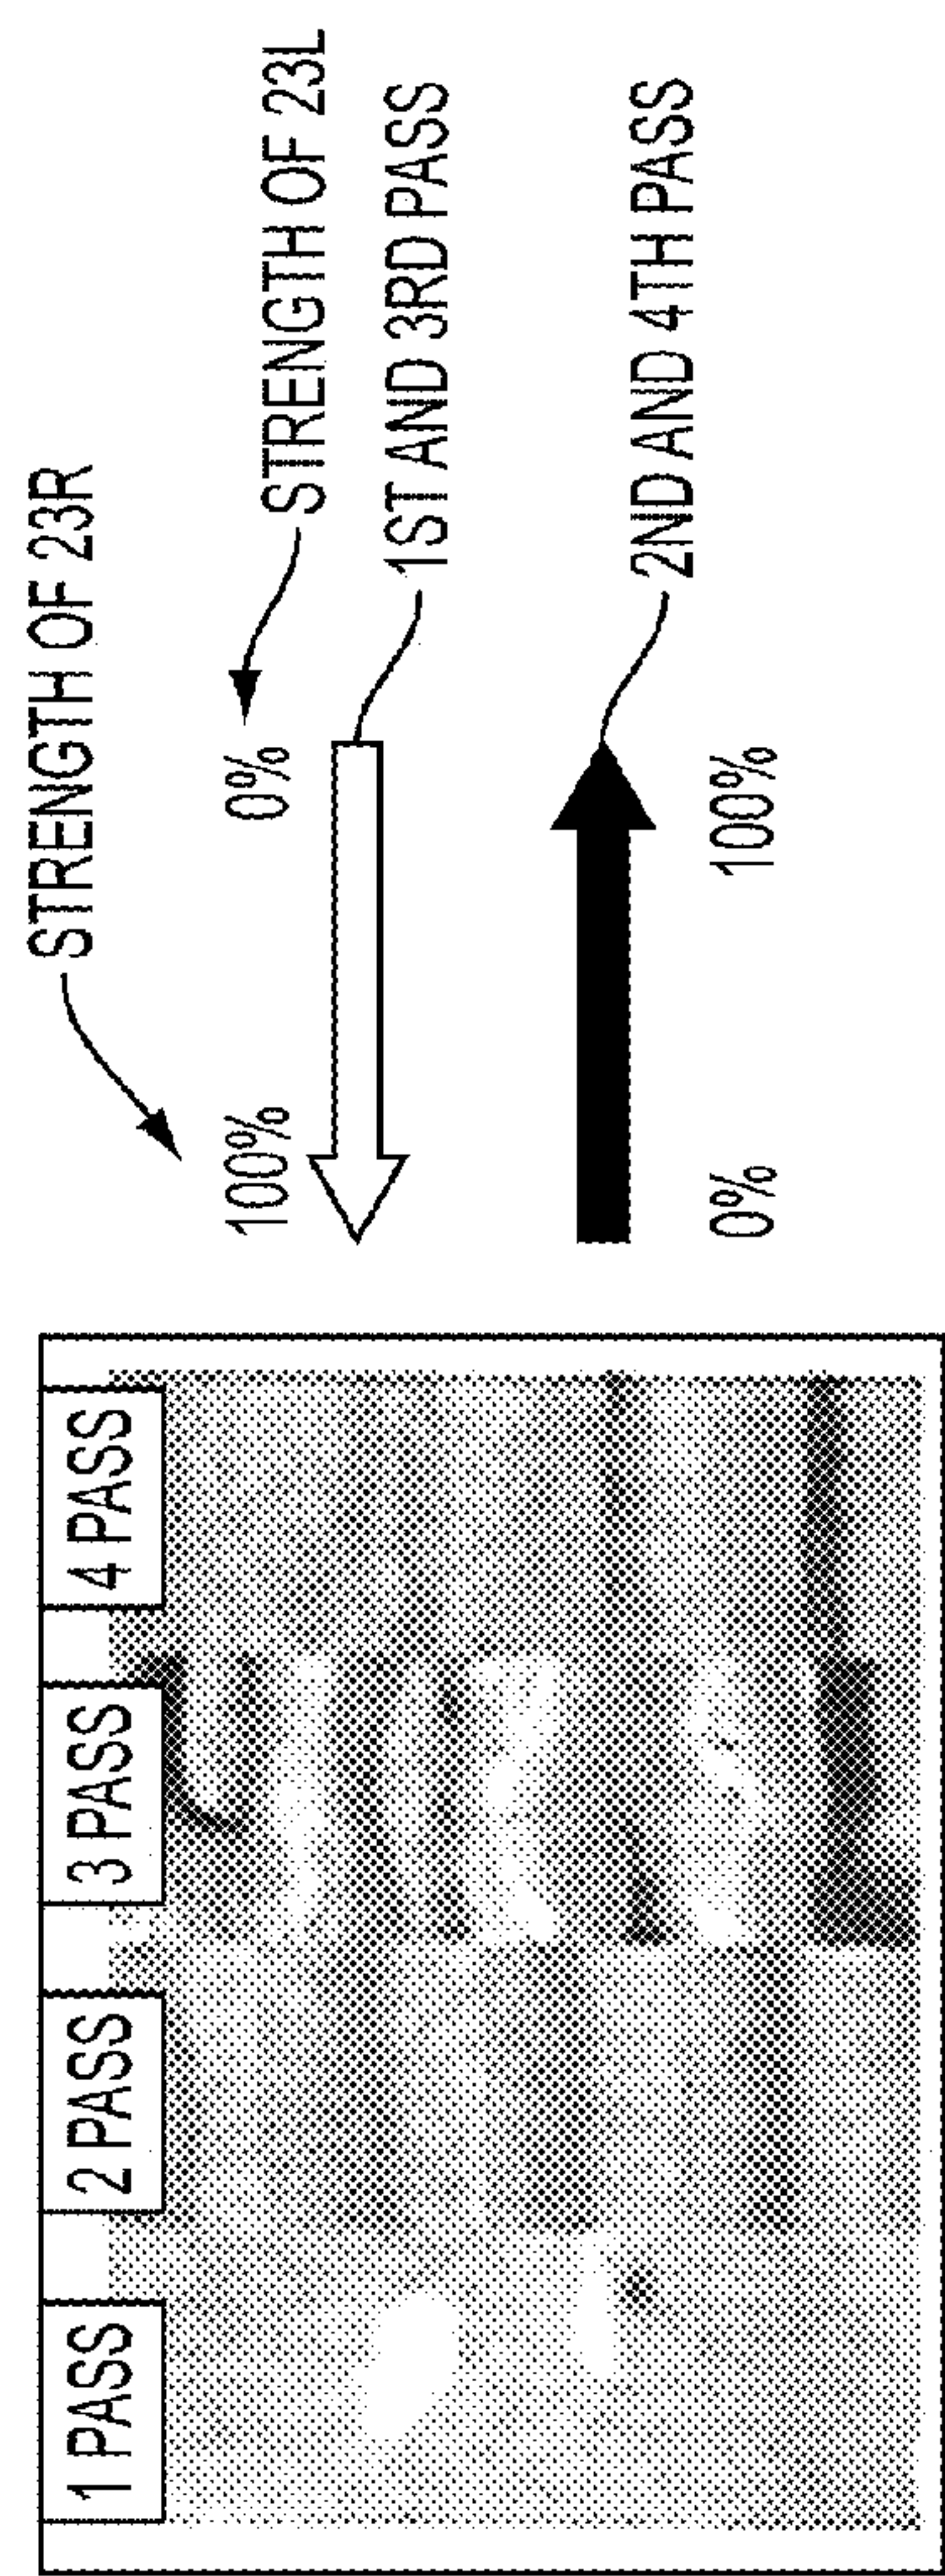 1 PASS
2 PASS
3 PASS
4 PASS
STRENGTH OF 23R
100%
0%
STRENGTH OF 23L
1ST AND 3RD PASS
2ND AND 4TH PASS
0%
100%